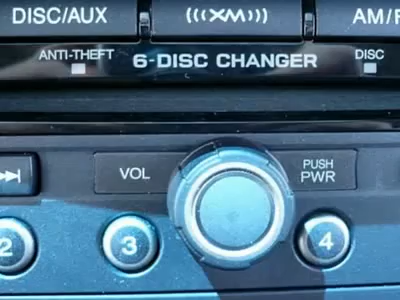 DISC/AUX (((XM))) AM/F
ANTI-THEFT 6-DISC CHANGER DISC
VOL PUSH
PWR
2 3 4